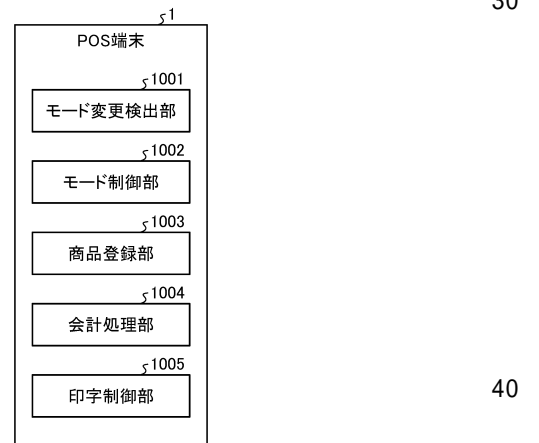 30
1
POS端末
1001
モード変更検出部
1002
モード制御部
1003
商品登録部
1004
会計処理部
1005
印字制御部
40